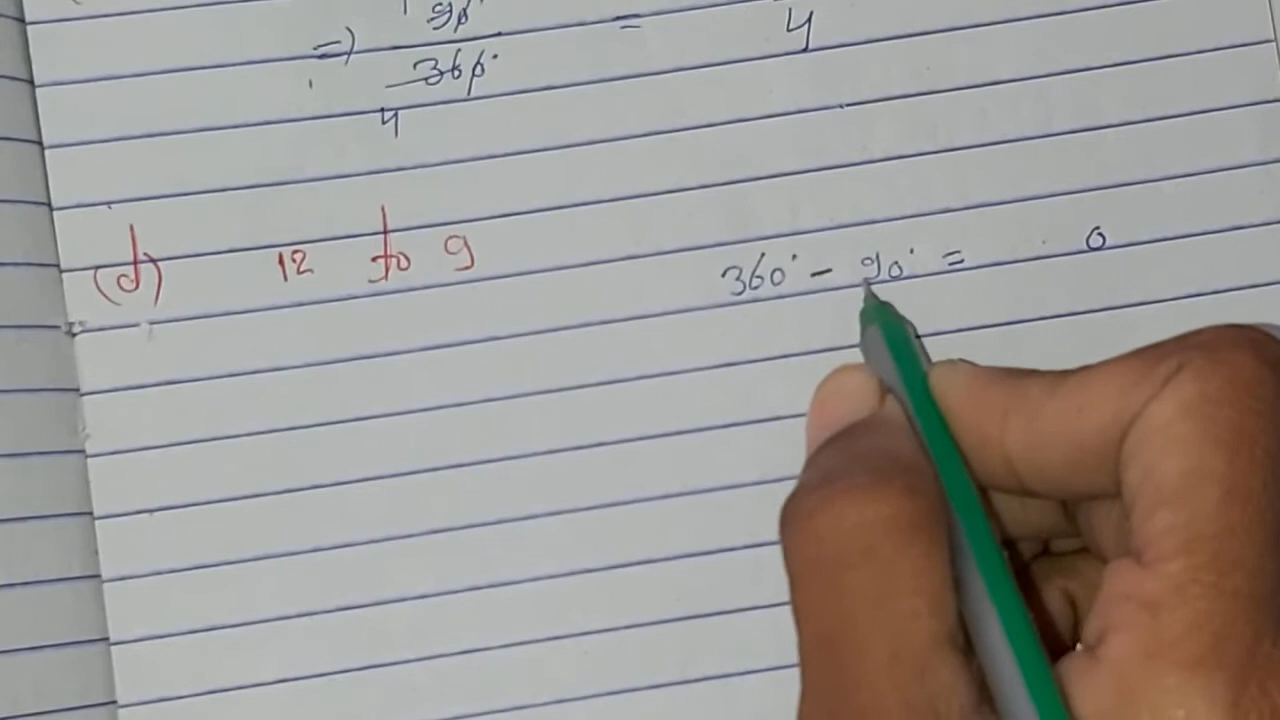 90°
=) ――― = 4
360°
4
(d) 12 to 9 360° - 90° = 0